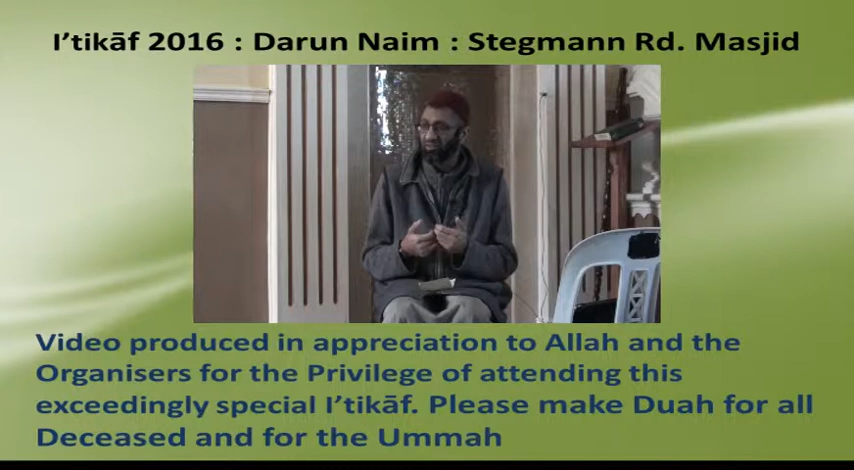 I'tikāf 2016 : Darun Naim : Stegmann Rd. Masjid
Video produced in appreciation to Allah and the
Organisers for the Privilege of attending this
exceedingly special I'tikāf. Please make Duah for all
Deceased and for the Ummah